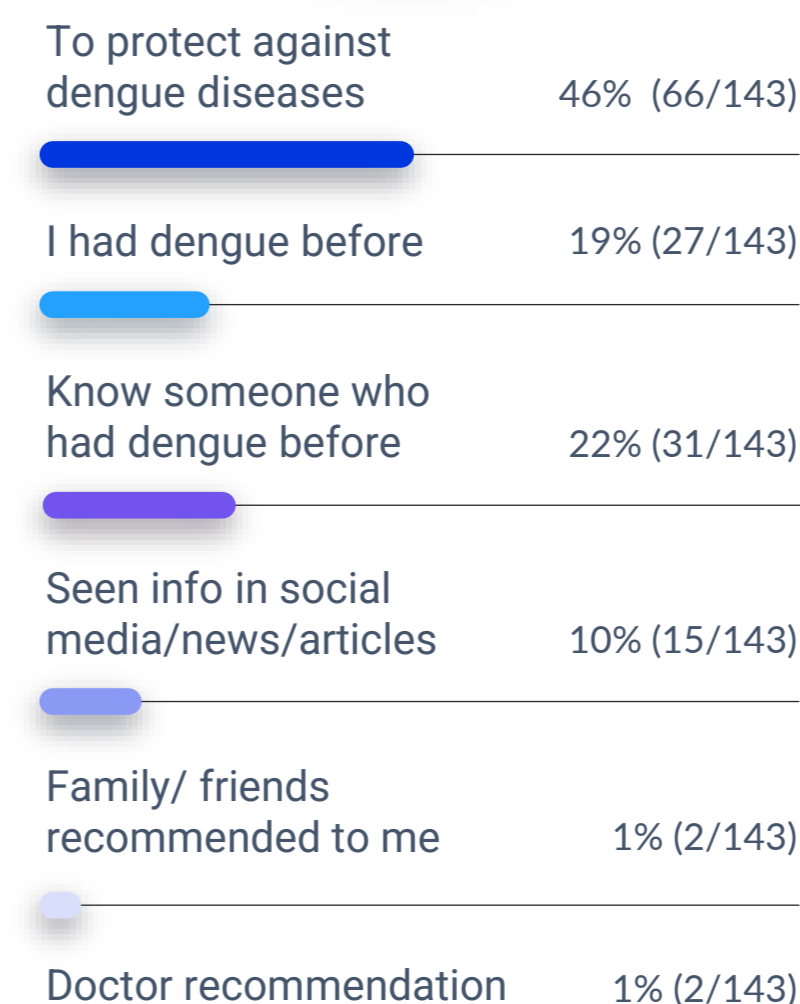 To protect against
dengue diseases 46% (66/143)
I had dengue before 19% (27/143)
Know someone who
had dengue before 22% (31/143)
Seen info in social
media/news/articles 10% (15/143)
Family/ friends
recommended to me 1% (2/143)
Doctor recommendation 1% (2/143)